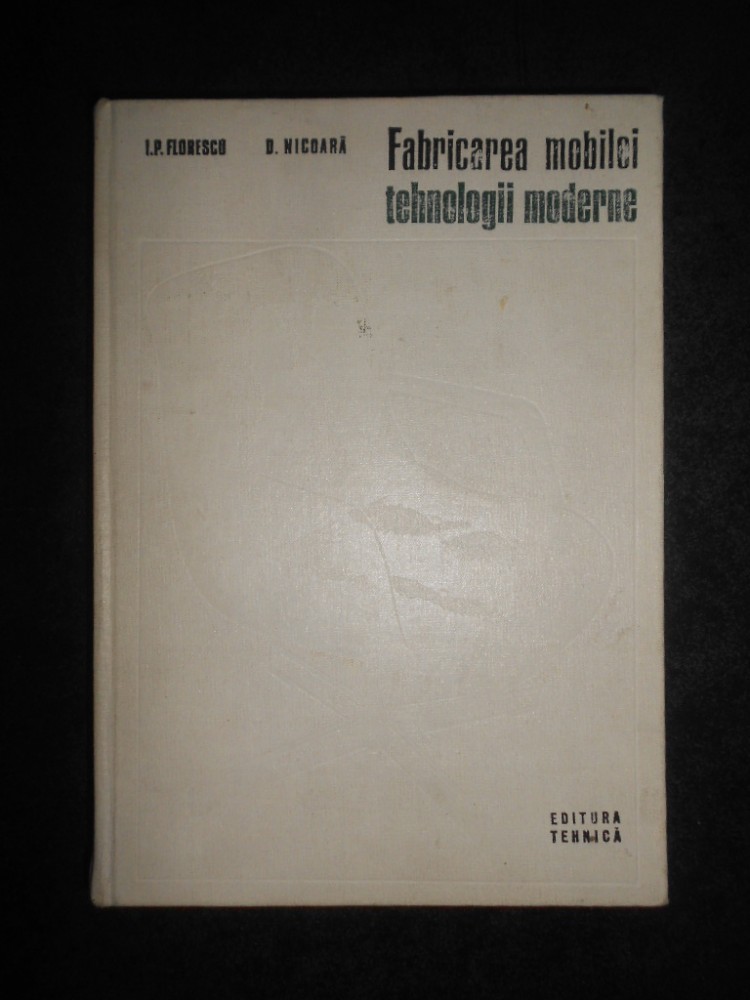 I.P. FLORESCU D. NICOARĂ
Fabricarea mobilei
tehnologii moderne
EDITURA
TEHNICĂ